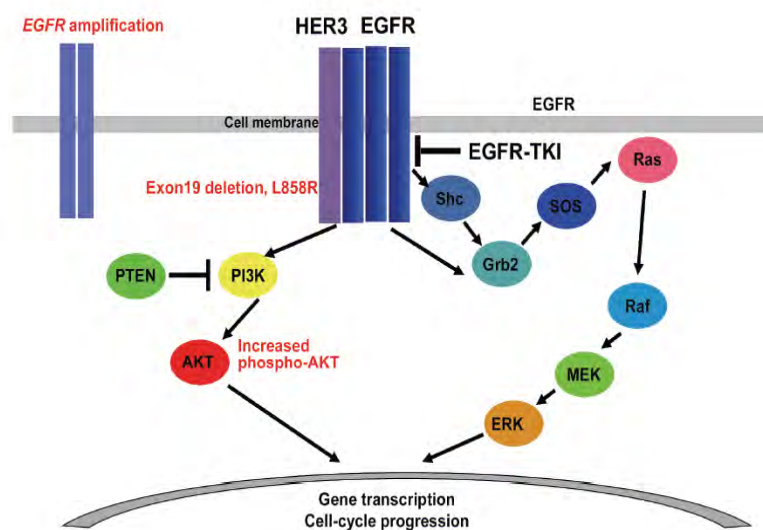 EGFR amplification
HER3 EGFR
EGFR
Cell membrane
EGFR-TKI
Ras
Exon19 deletion, L858R
Shc
SOS
Grb2
PTEN
PI3K
Raf
Increased
phospho-AKT
AKT
MEK
ERK
Gene transcription
Cell-cycle progression